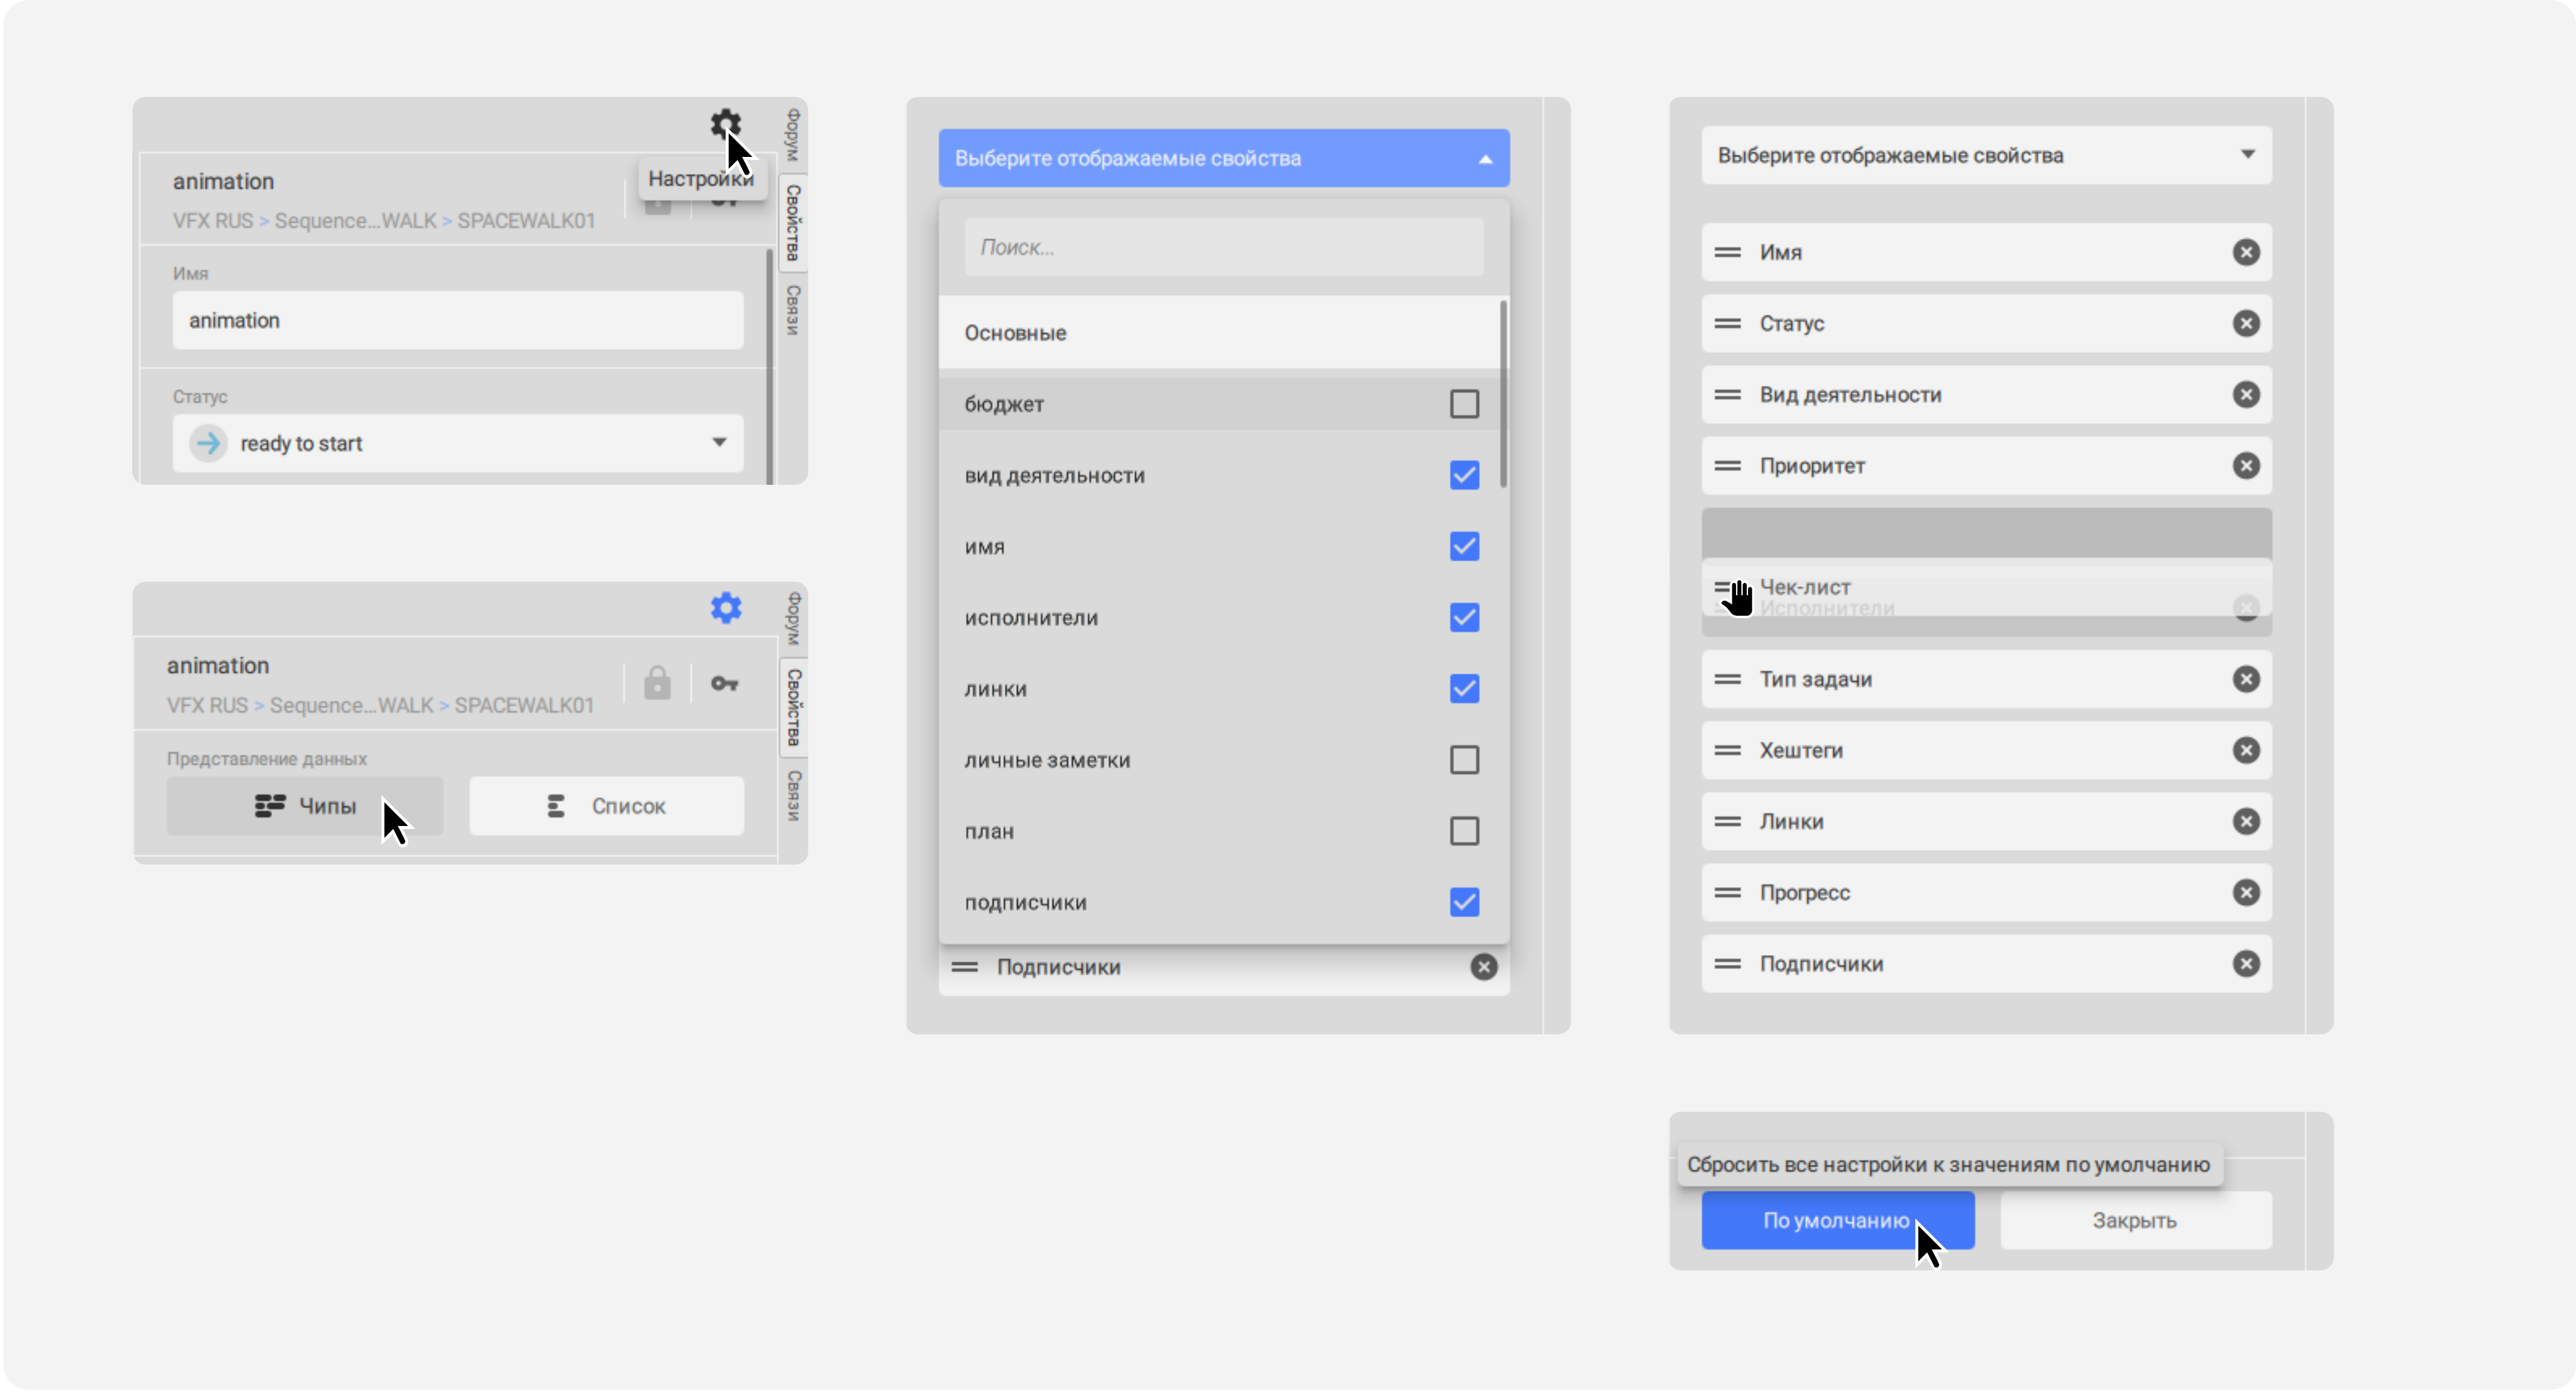 Настройки
animation
VFX RUS > Sequence...WALK > SPACEWALK01
Имя
animation
Статус
ready to start
Форум
Свойства
Связи
animation
VFX RUS > Sequence...WALK > SPACEWALK01
Представление данных
Чипы
Список
Форум
Свойства
Связи
Выберите отображаемые свойства
Поиск...
Основные
бюджет
вид деятельности
имя
исполнители
линки
личные заметки
план
подписчики
Подписчики
Выберите отображаемые свойства
Имя
Статус
Вид деятельности
Приоритет
Чек-лист
Исполнители
Тип задачи
Хештеги
Линки
Прогресс
Подписчики
Сбросить все настройки к значениям по умолчанию
По умолчанию
Закрыть